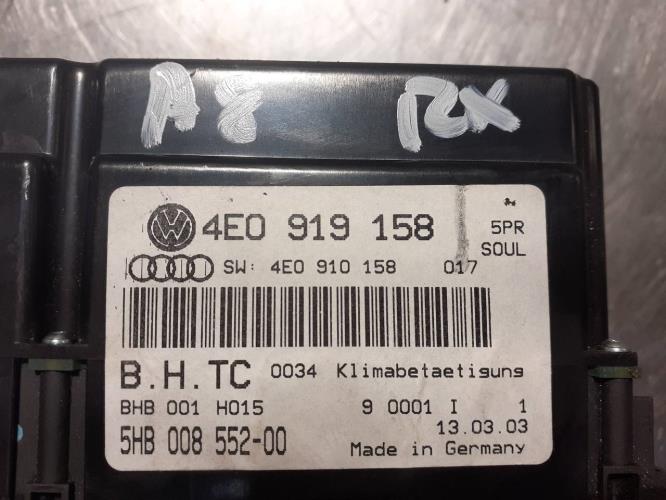 A8 RX
4E0 919 158 5PR
SOUL
SW: 4E0 910 158 017
B.H.TC 0034 Klimabetaetigung
BHB 001 H015 9 0001 I 1
13.03.03
5HB 008 552-00 Made in Germany